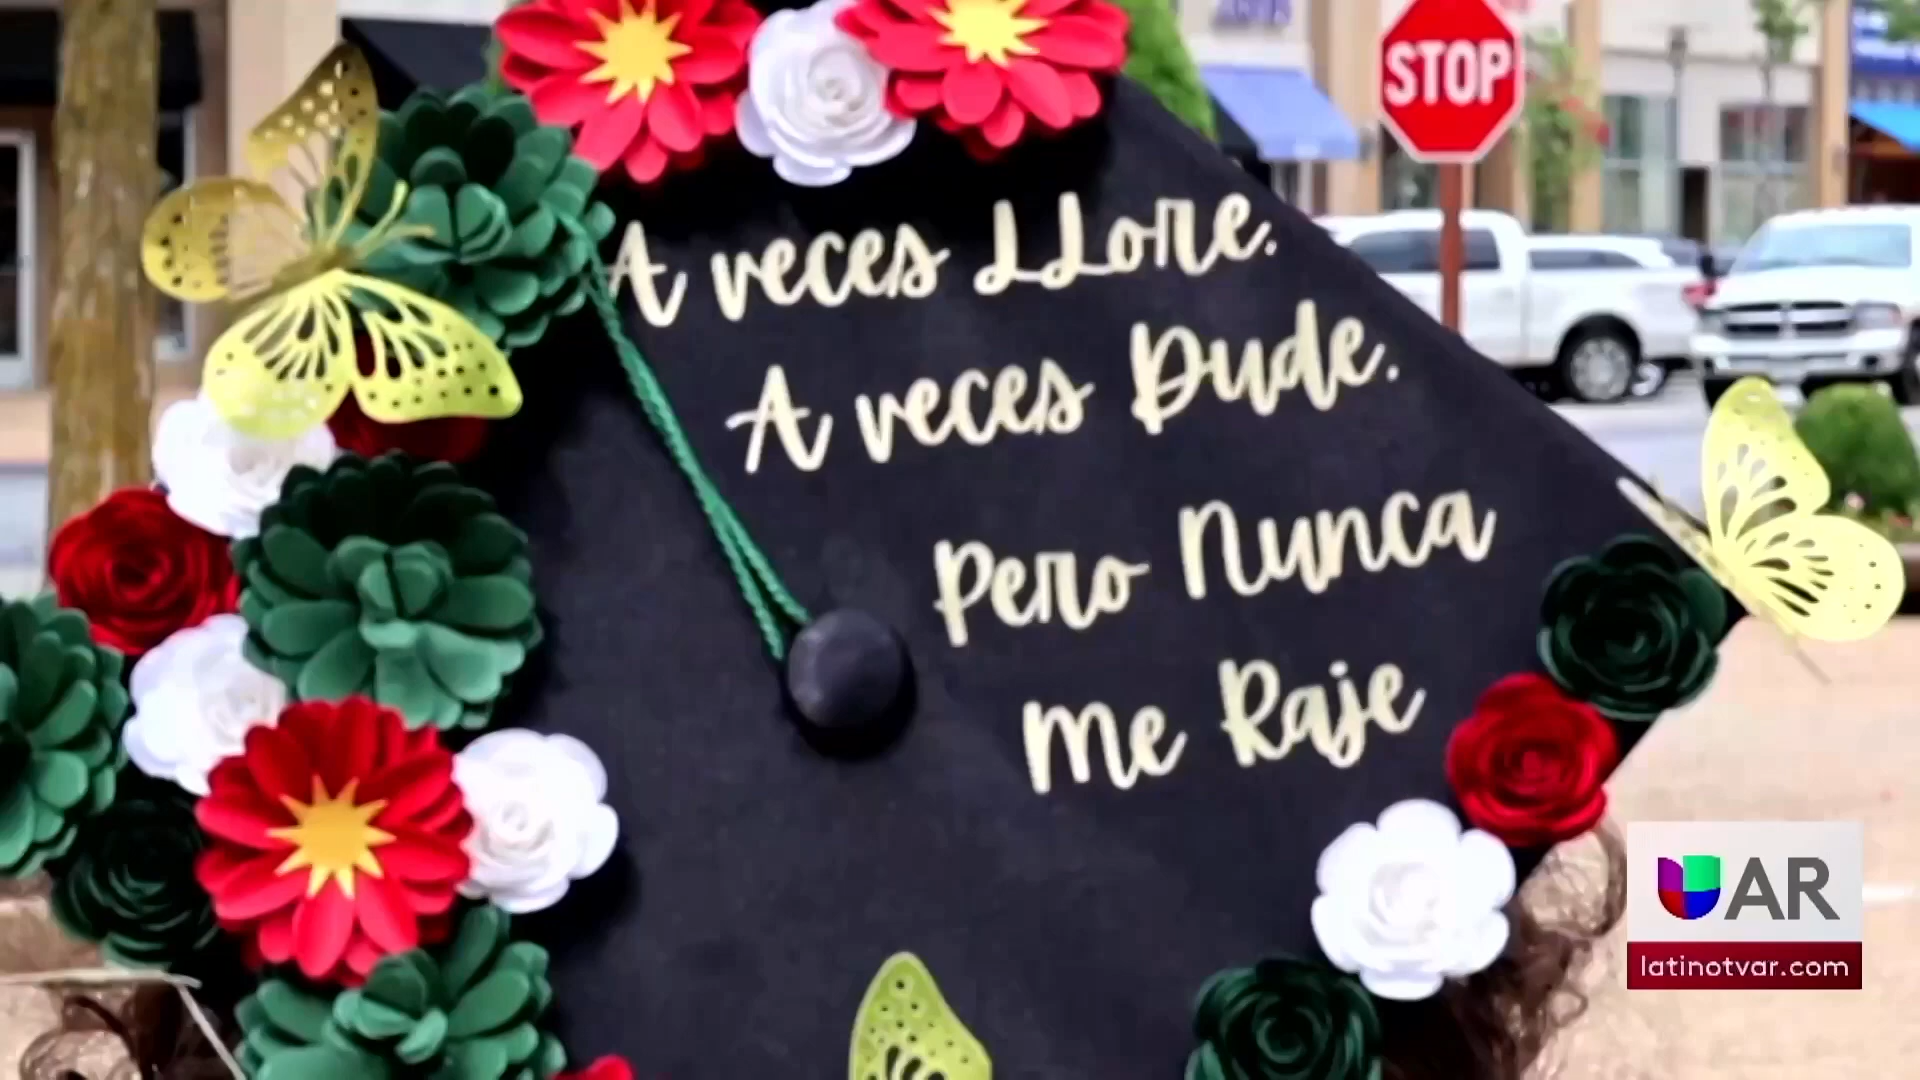 STOP
A veces LLore.
A veces Dude.
Pero Nunca
Me Raje
AR
latinotvar.com